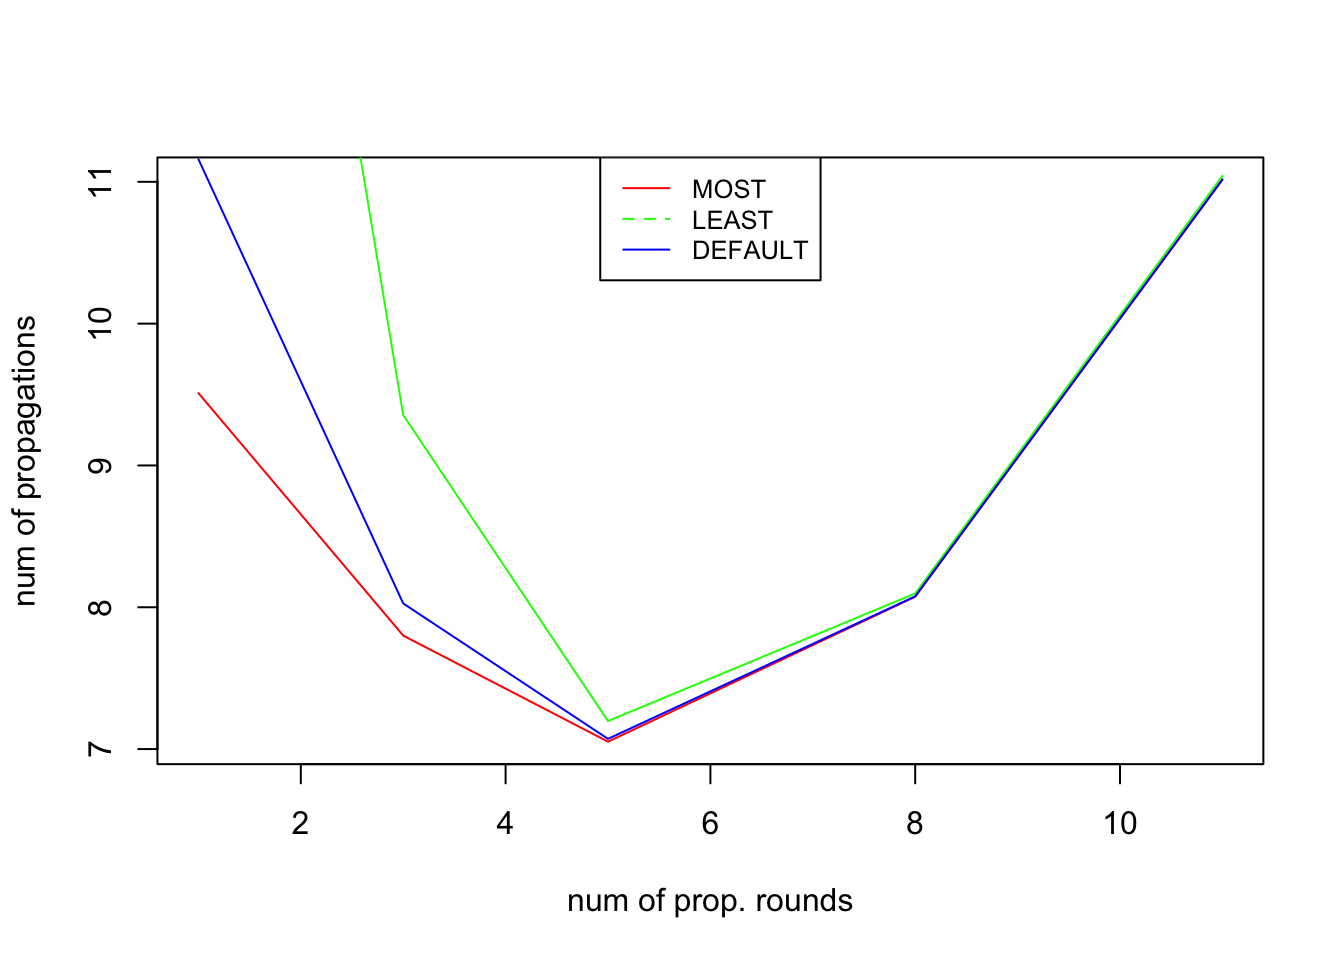 MOST
LEAST
DEFAULT
num of propagations
11
10
9
8
7
2 4 6 8 10
num of prop. rounds